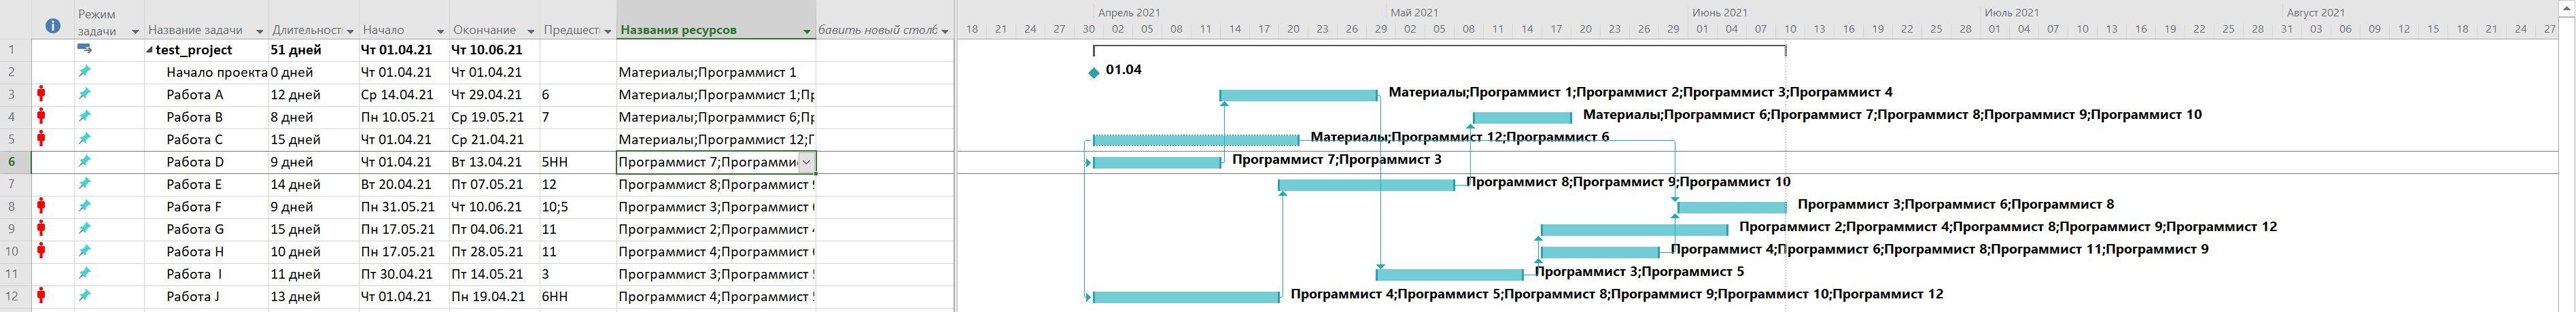 Режим задачи Название задачи Длительность Начало Окончание Предшест Названия ресурсов бавить новый столб
Апрель 2021 Май 2021 Июнь 2021 Июль 2021 Август 2021
18 21 24 27 30 02 05 08 11 14 17 20 23 26 29 02 05 08 11 14 17 20 23 26 29 01 04 07 10 13 16 19 22 25 28 01 04 07 10 13 16 19 22 25 28 31 03 06 09 12 15 18 21 24 27
1 test_project 51 дней Чт 01.04.21 Чт 10.06.21
2 Начало проекта 0 дней Чт 01.04.21 Чт 01.04.21 Материалы;Программист 1 01.04
3 Работа A 12 дней Ср 14.04.21 Чт 29.04.21 6 Материалы;Программист 1;Пр Материалы;Программист 1;Программист 2;Программист 3;Программист 4
4 Работа B 8 дней Пн 10.05.21 Ср 19.05.21 7 Материалы;Программист 6;Пр Материалы;Программист 6;Программист 7;Программист 8;Программист 9;Программист 10
5 Работа C 15 дней Чт 01.04.21 Ср 21.04.21 Материалы;Программист 12;Г Материалы;Программист 12;Программист 6
6 Работа D 9 дней Чт 01.04.21 Вт 13.04.21 5НН Программист 7;Программи Программист 7;Программист 3
7 Работа E 14 дней Вт 20.04.21 Пт 07.05.21 12 Программист 8;Программист 9 Программист 8;Программист 9;Программист 10
8 Работа F 9 дней Пн 31.05.21 Чт 10.06.21 10;5 Программист 3;Программист 6 Программист 3;Программист 6;Программист 8
9 Работа G 15 дней Пн 17.05.21 Пт 04.06.21 11 Программист 2;Программист 4 Программист 2;Программист 4;Программист 8;Программист 9;Программист 12
10 Работа H 10 дней Пн 17.05.21 Пт 28.05.21 11 Программист 4;Программист 6 Программист 4;Программист 6;Программист 8;Программист 11;Программист 9
11 Работа I 11 дней Пт 30.04.21 Пт 14.05.21 3 Программист 3;Программист 5 Программист 3;Программист 5
12 Работа J 13 дней Чт 01.04.21 Пн 19.04.21 6НН Программист 4;Программист 5 Программист 4;Программист 5;Программист 8;Программист 9;Программист 10;Программист 12